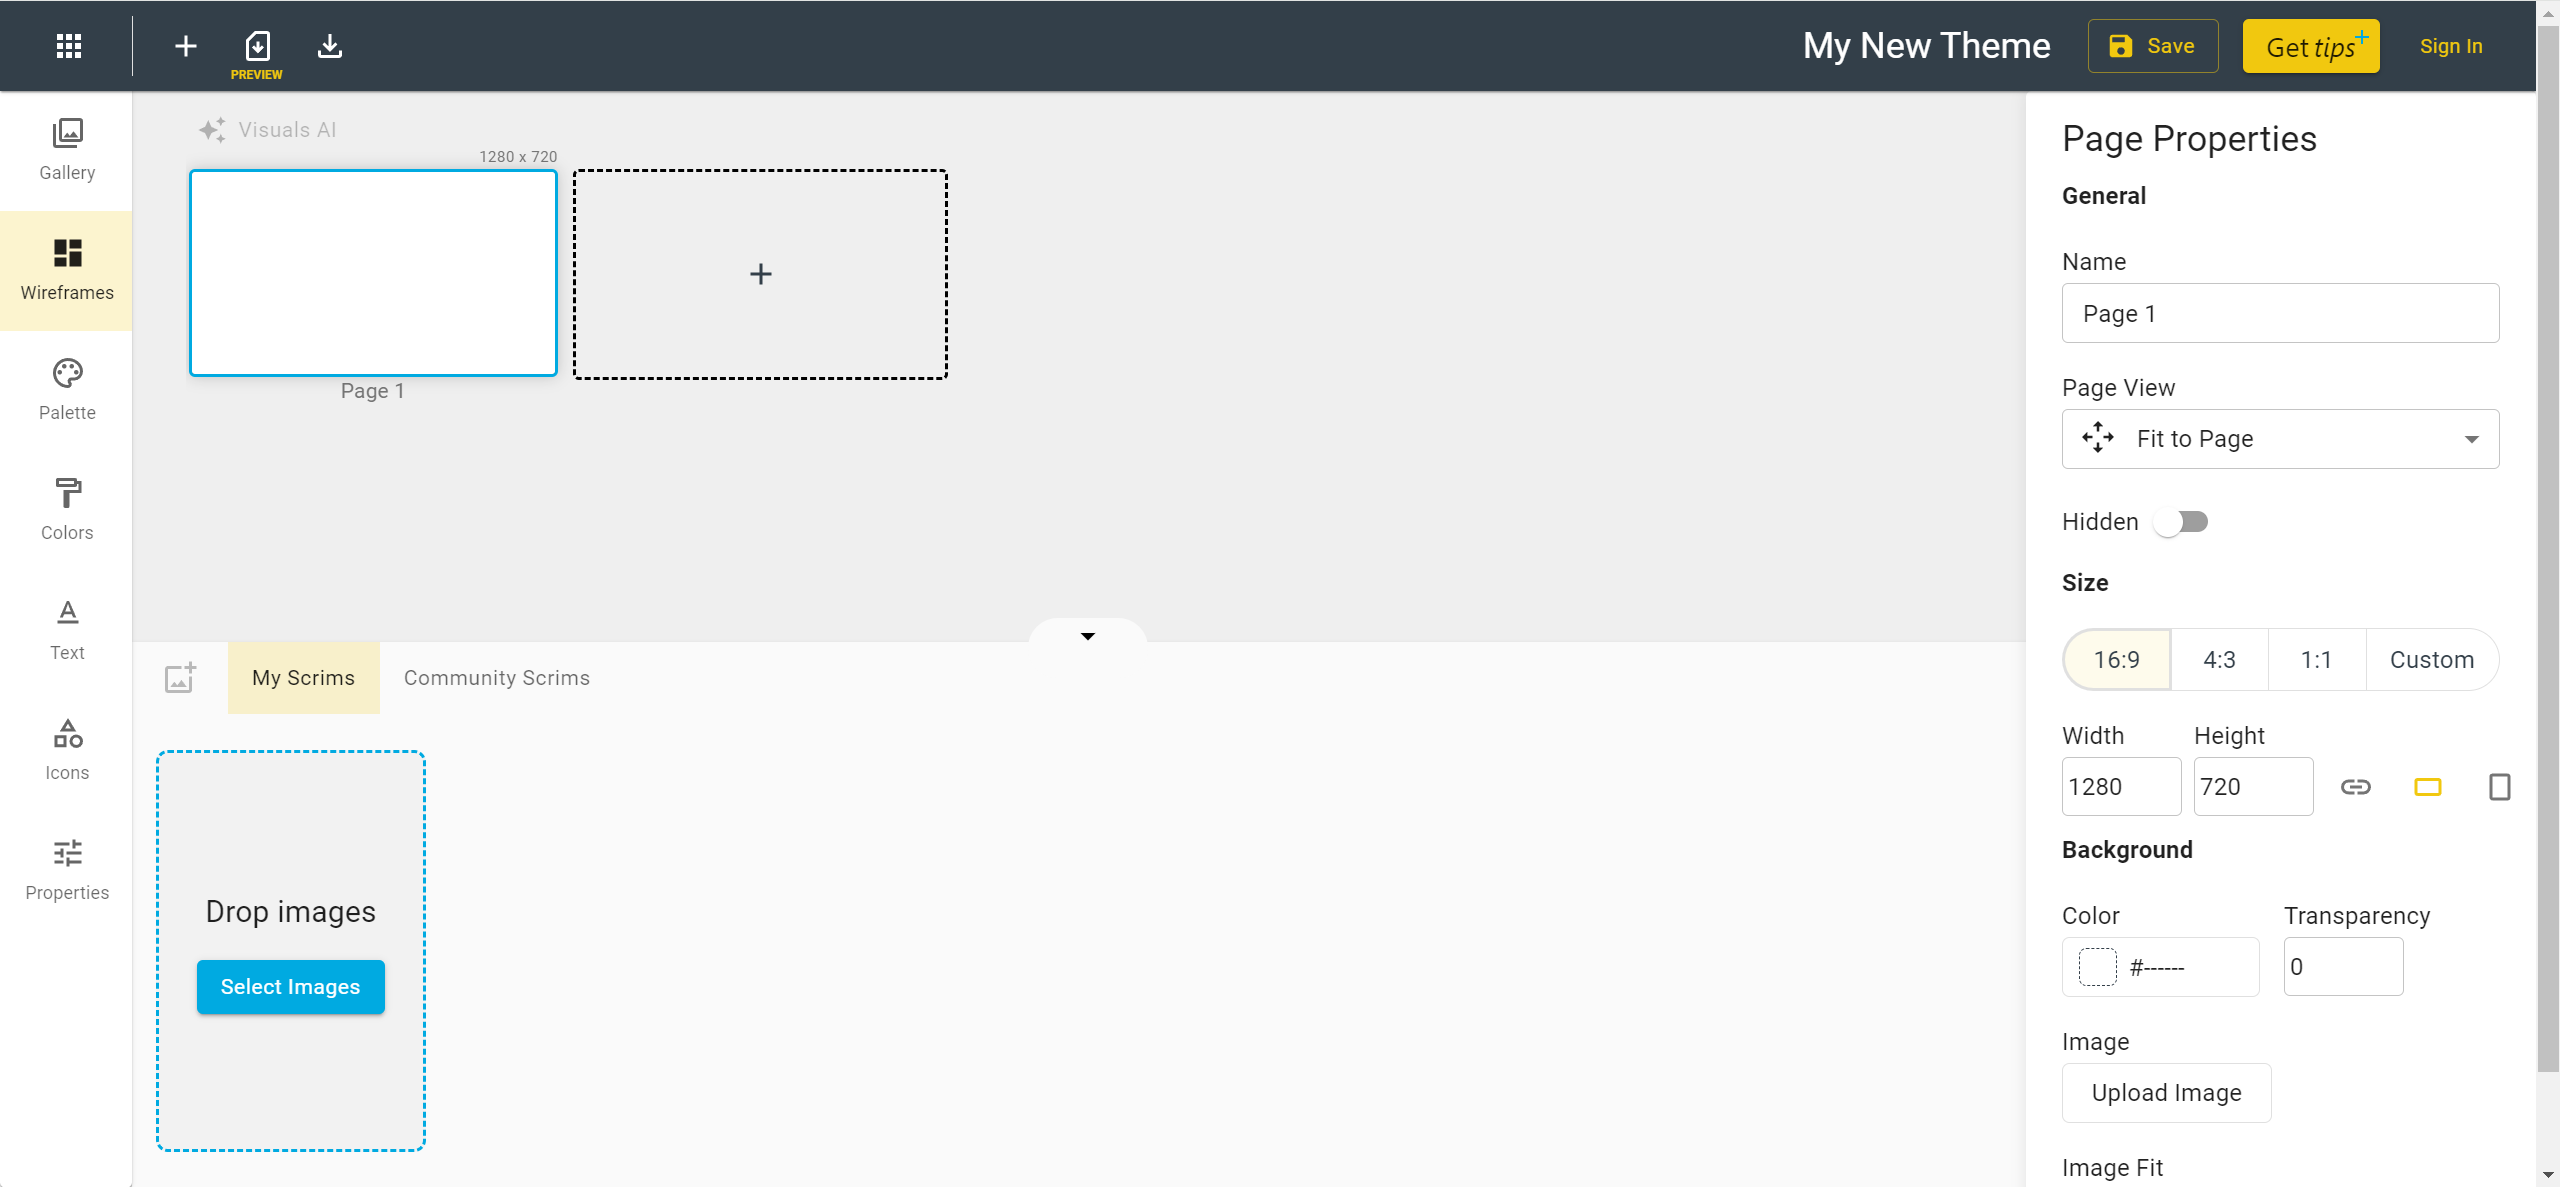 My New Theme
Save
Get tips+
Sign In
PREVIEW
Gallery
Wireframes
Palette
Colors
Text
Icons
Properties
Visuals AI
1280 x 720
Page 1
My Scrims
Community Scrims
Drop images
Select Images
Page Properties
General
Name
Page 1
Page View
Fit to Page
Hidden
Size
16:9 4:3 1:1 Custom
Width Height
1280 720
Background
Color Transparency
#------ 0
Image
Upload Image
Image Fit